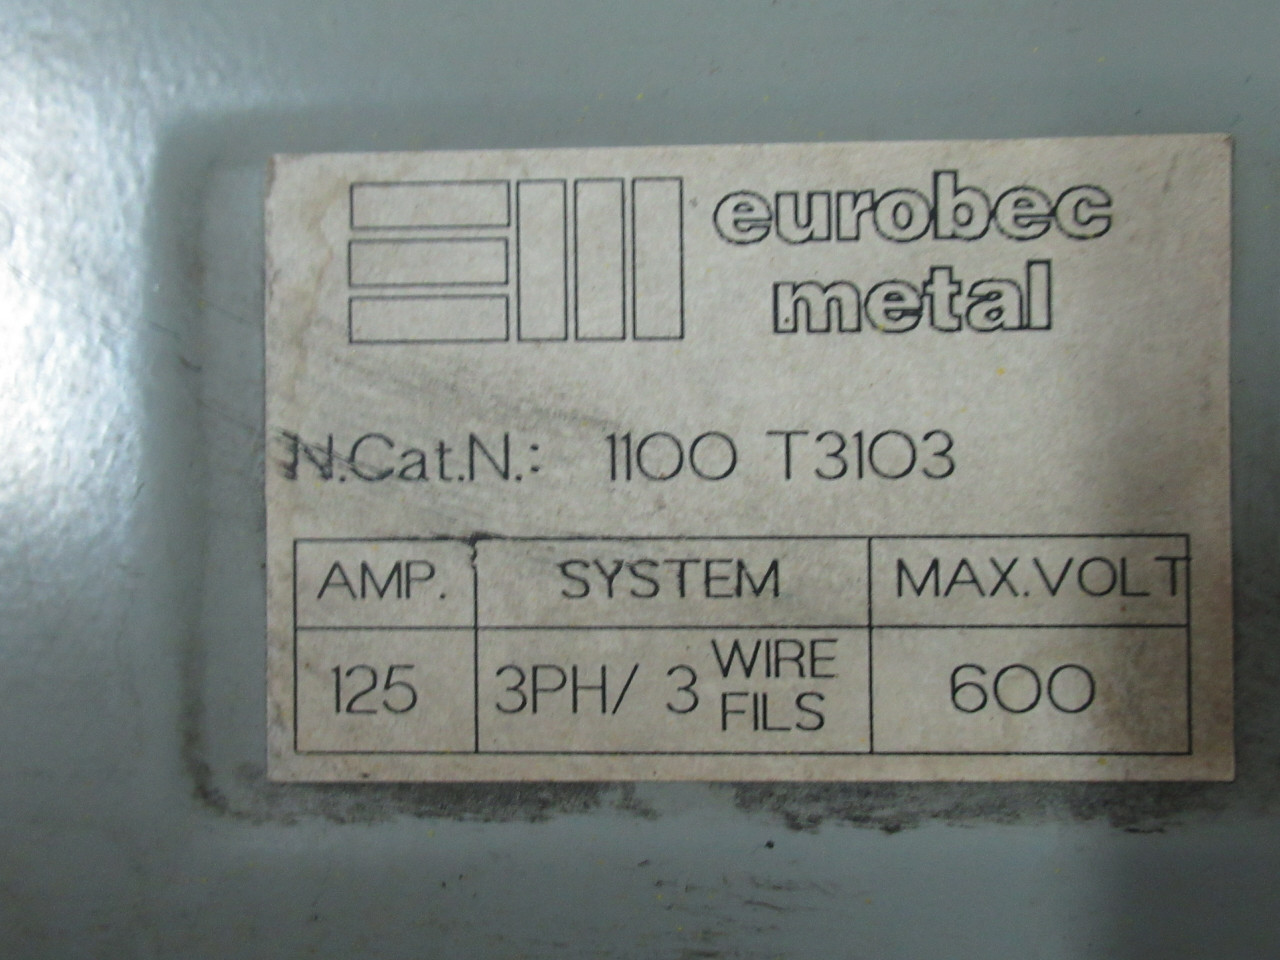 eurobec
metal
N.Cat.N.: 1100 T3103
AMP. SYSTEM MAX.VOLT
125 3PH/ 3 WIRE FILS 600